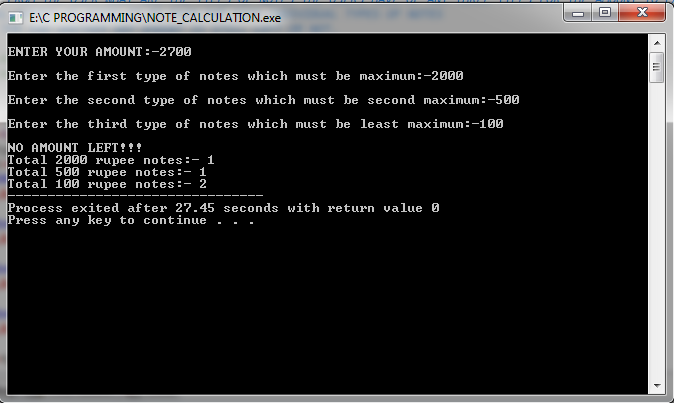 E:\C PROGRAMMING\NOTE_CALCULATION.exe
ENTER YOUR AMOUNT:-2700
Enter the first type of notes which must be maximum:-2000
Enter the second type of notes which must be second maximum:-500
Enter the third type of notes which must be least maximum:-100
NO AMOUNT LEFT!!!
Total 2000 rupee notes:- 1
Total 500 rupee notes:- 1
Total 100 rupee notes:- 2
--------------------------------
Process exited after 27.45 seconds with return value 0
Press any key to continue . . .